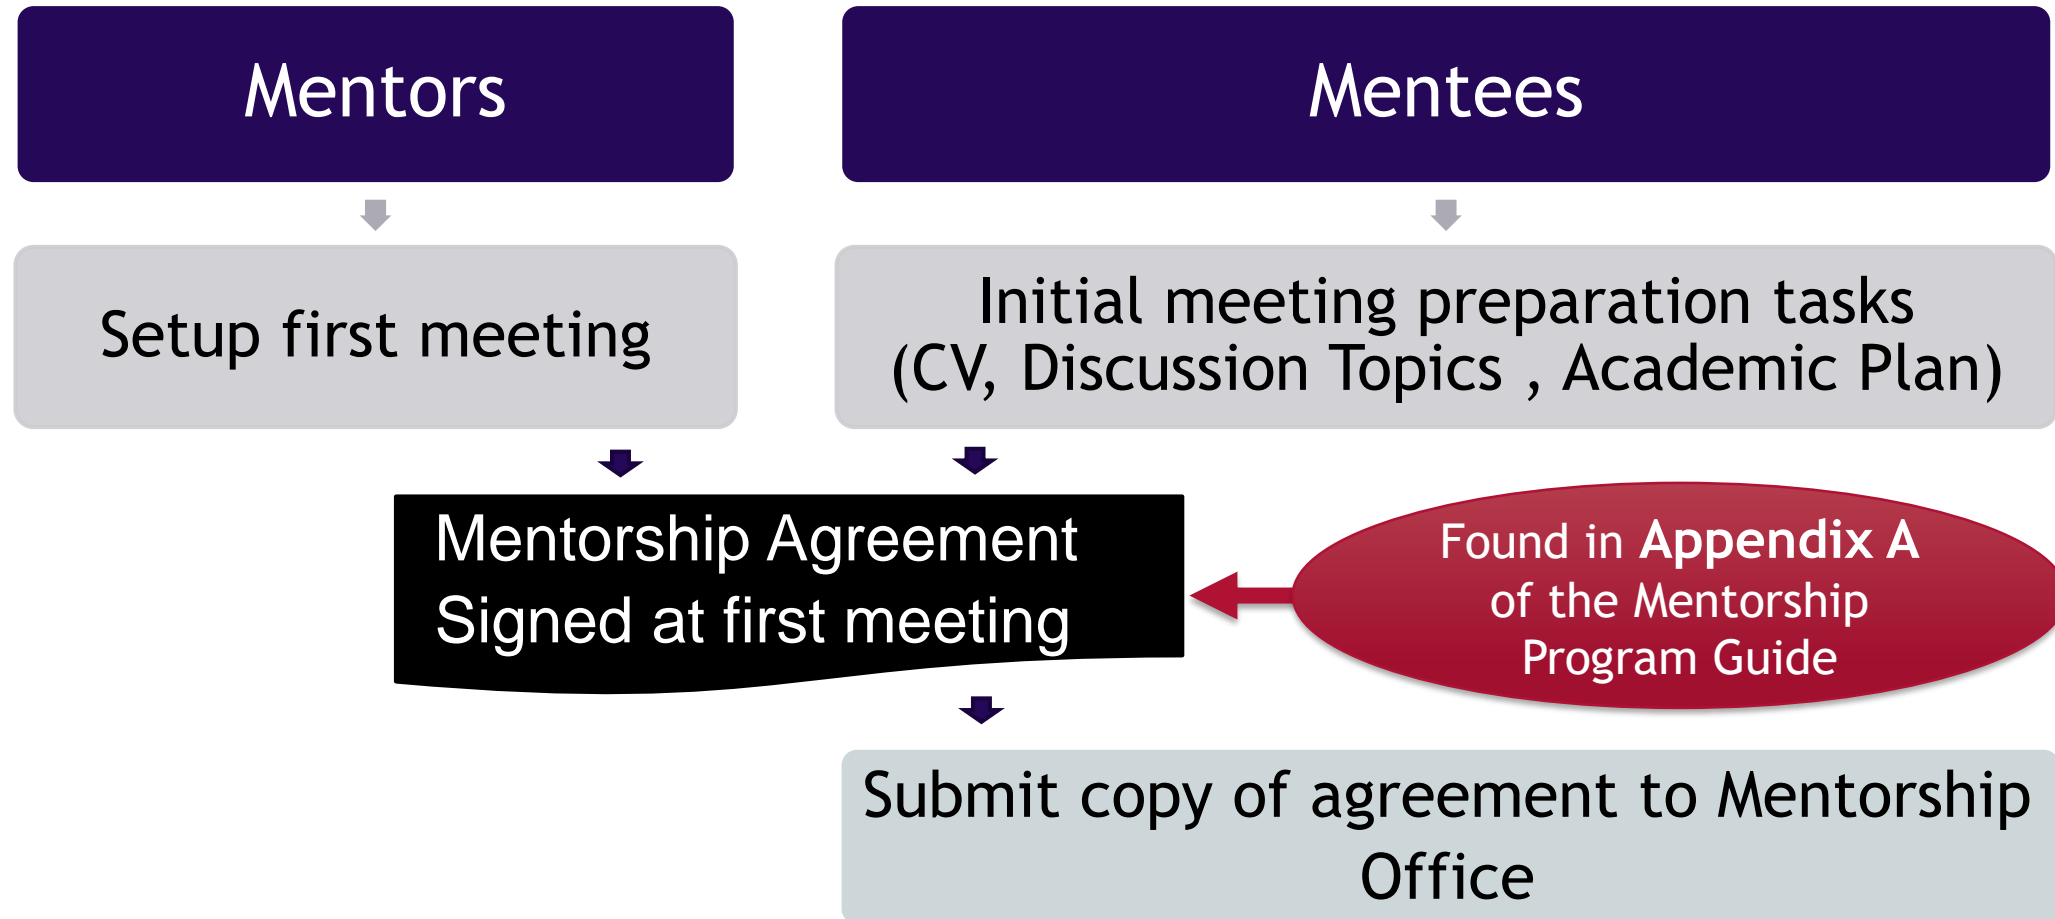 Mentors
Mentees
Setup first meeting
Initial meeting preparation tasks
(CV, Discussion Topics , Academic Plan)
Mentorship Agreement
Signed at first meeting
Found in Appendix A
of the Mentorship
Program Guide
Submit copy of agreement to Mentorship
Office